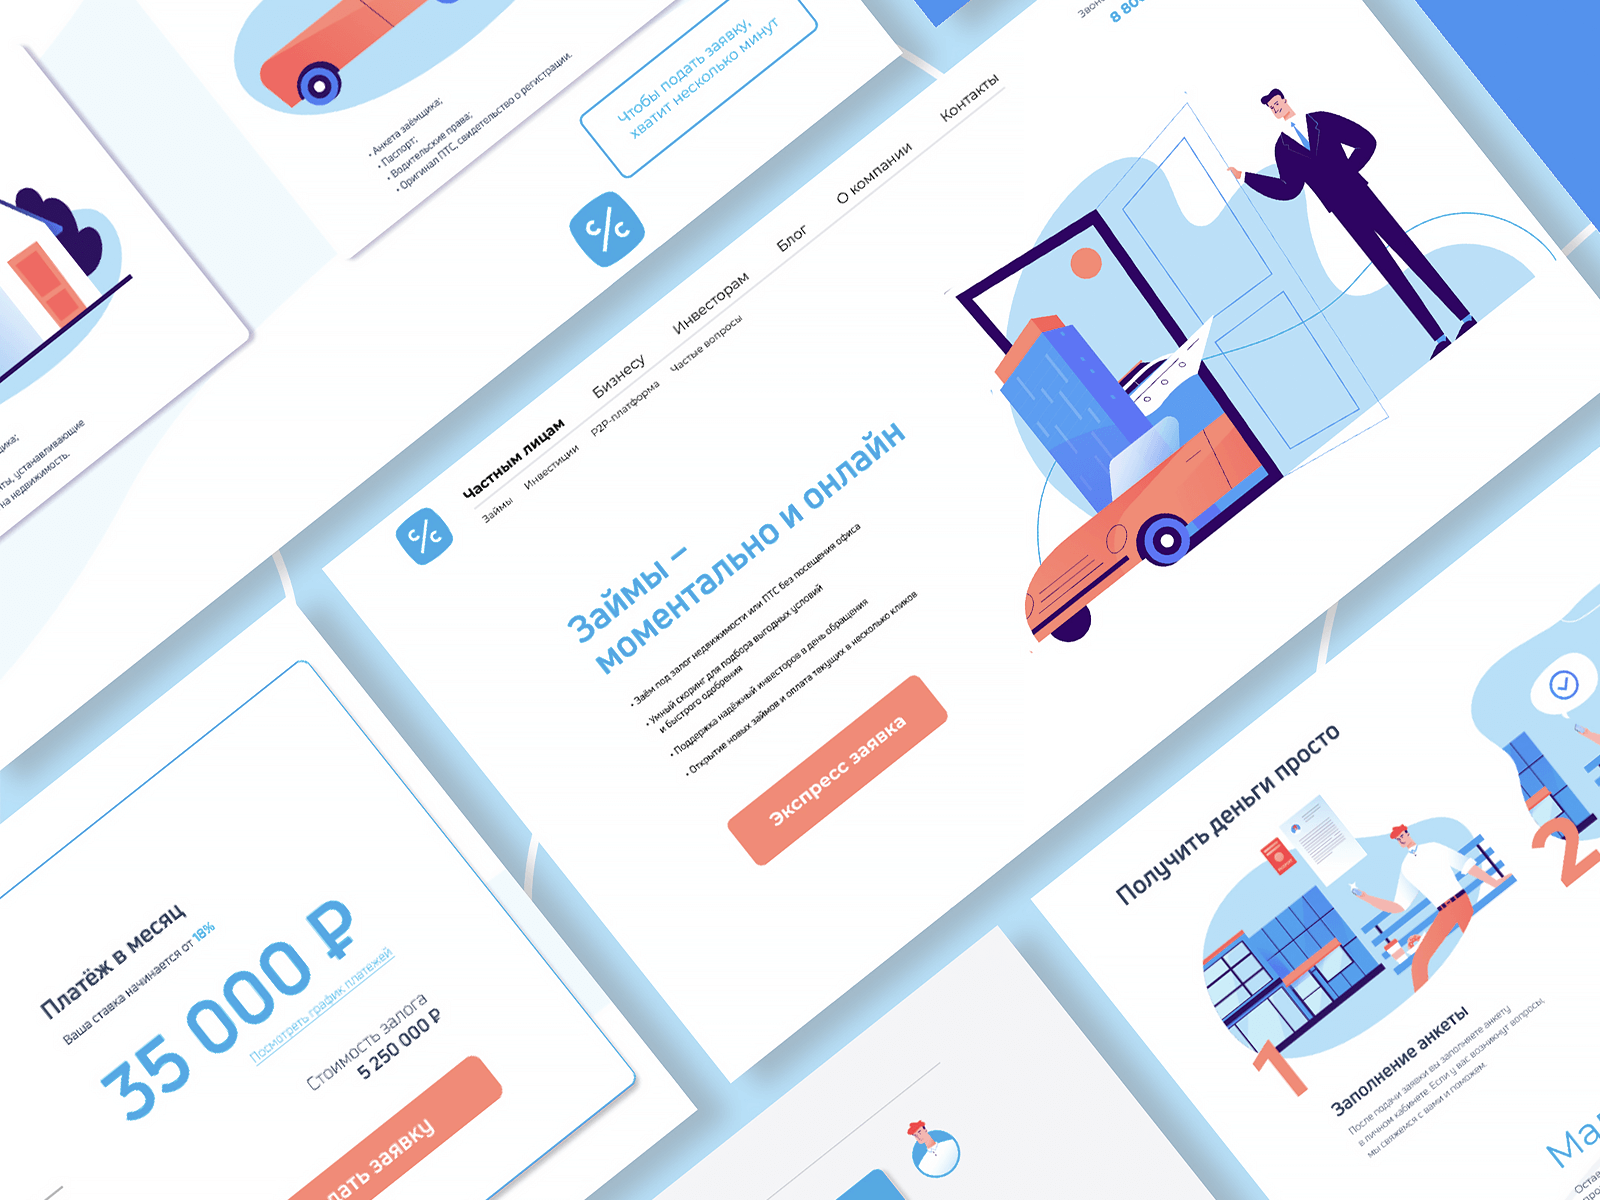 • Анкета заёмщика;
• Паспорт;
• Водительские права;
• Оригинал ПТС, свидетельство о регистрации.
Чтобы подать заявку,
хватит несколько минут
с/с
устанавливающие
на недвижимость.
8 800
с/с
Частным лицам
Бизнесу
Инвесторам
Блог
О компании
Контакты
Займы
Инвестиции
P2P-платформа
Частые вопросы
Займы –
моментально и онлайн
• Заём под залог недвижимости или ПТС без посещения офиса
• Умный скоринг для подбора выгодных условий
и быстрого одобрения
• Поддержка надёжный инвесторов в день обращения
• Открытие новых займов и оплата текущих в несколько кликов
Экспресс заявка
Платёж в месяц
Ваша ставка начинается от 18%
35 000 ₽
Посмотреть график платежей
Стоимость залога
5 250 000 ₽
дать заявку
Получить деньги просто
1
Заполнение анкеты
После подачи заявки вы заполняете анкету
в личном кабинете. Если у вас возникнут вопросы,
мы свяжемся с вами и поможем.
2